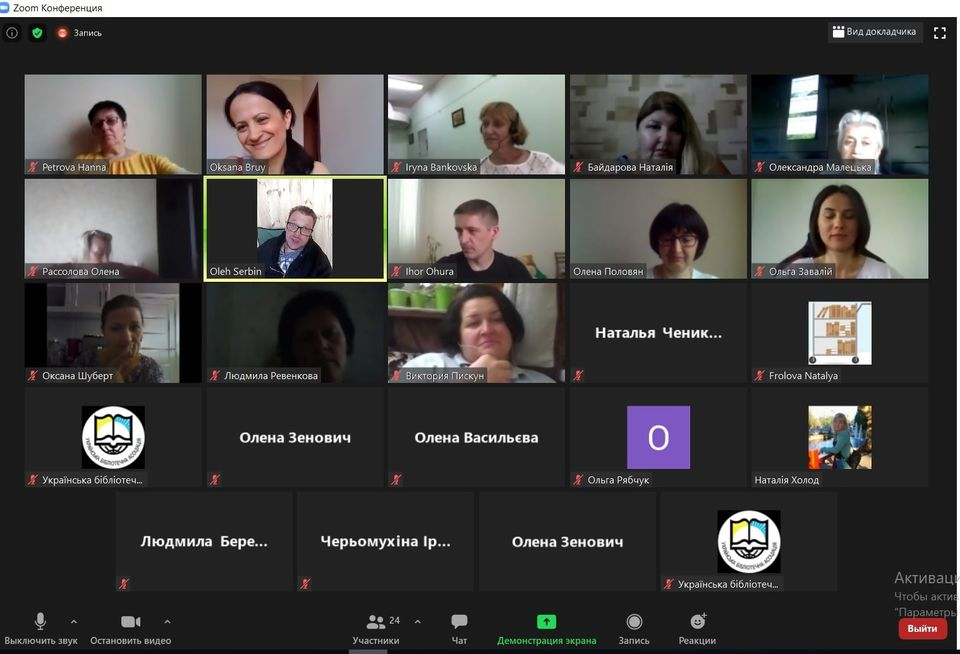 Zoom Конференция
Запись
Вид докладчика
Petrova Hanna
Oksana Bruy
Iryna Bankovska
Байдарова Наталія
Олександра Малецька
Рассолова Олена
Oleh Serbin
Ihor Ohura
Олена Половян
Ольга Завалій
Оксана Шуберт
Людмила Ревенкова
Виктория Пискун
Наталья Ченик...
Frolova Natalya
Українська бібліотеч...
Олена Зенович
Олена Васильєва
О
Ольга Рябчук
Наталія Холод
Людмила Бере...
Черьомухіна Ір...
Олена Зенович
Українська бібліотеч...
Активаци
Чтобы актив
"Параметрь
Выключить звук
Остановить видео
24
Участники
Чат
Демонстрация экрана
Запись
Реакции
Выйти